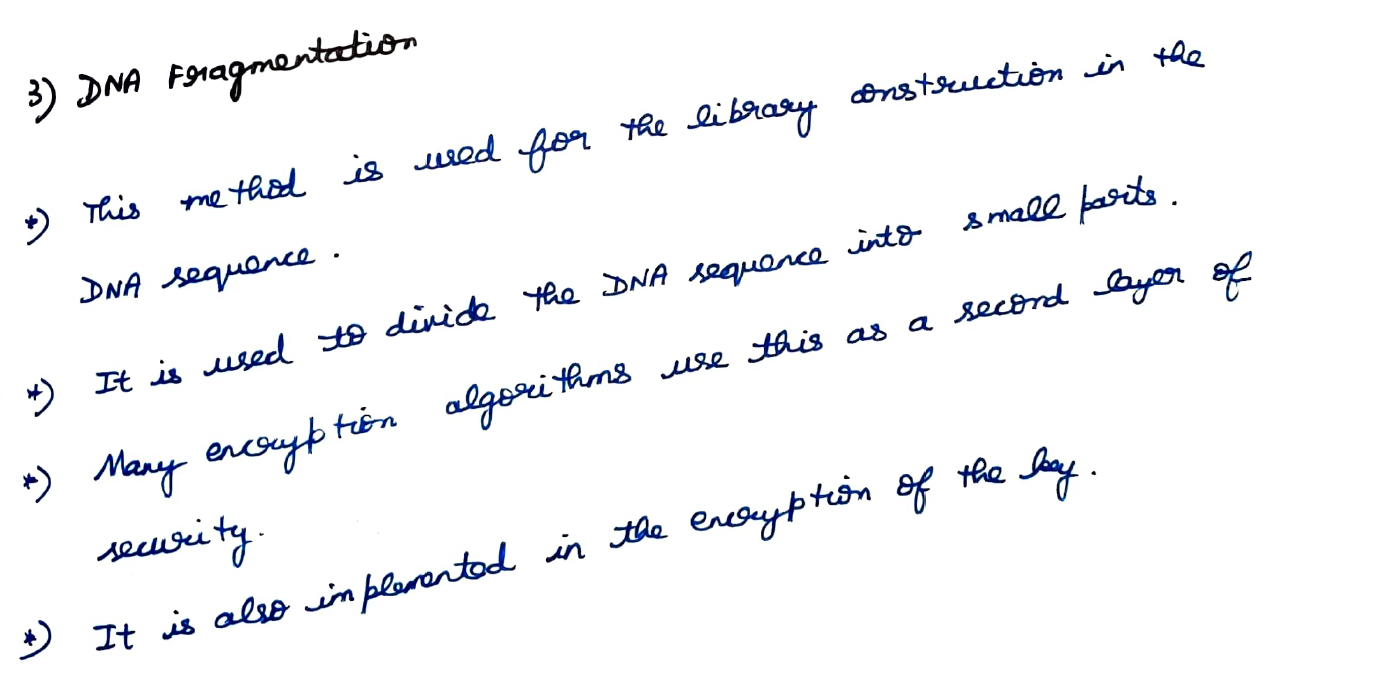 3) DNA Fragmentation
*) This method is used for the library construction in the
DNA sequence.
*) It is used to divide the DNA sequence into small parts.
*) Many encryption algorithms use this as a second layer of
security.
*) It is also implemented in the encryption of the key.